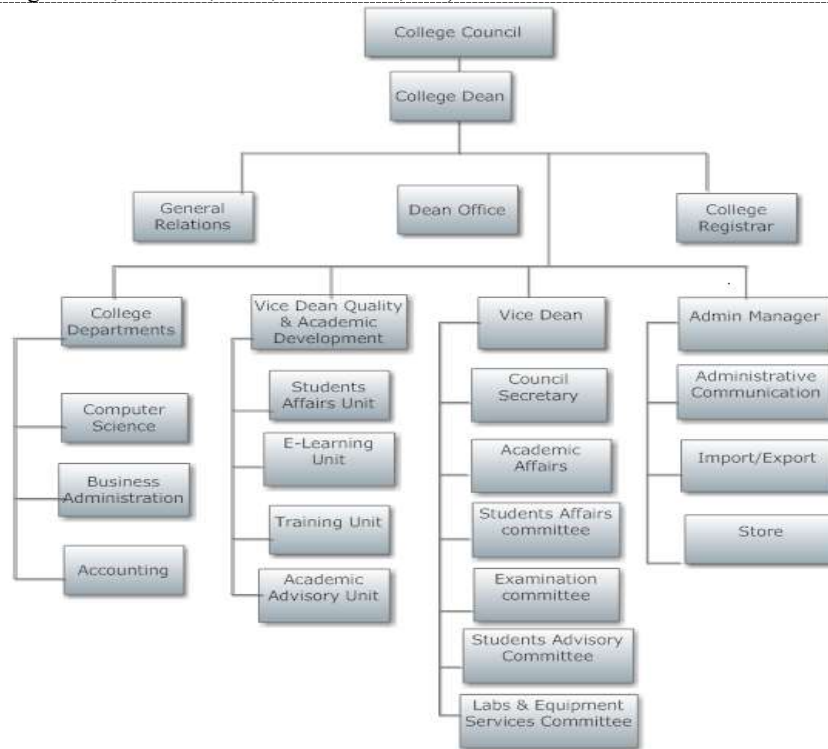 College Council
College Dean
General
Relations
Dean Office
College
Registrar
College
Departments
Vice Dean Quality
& Academic
Development
Vice Dean
Admin Manager
Computer
Science
Business
Administration
Accounting
Students
Affairs Unit
E-Learning
Unit
Training Unit
Academic
Advisory Unit
Council
Secretary
Academic
Affairs
Students Affairs
committee
Examination
committee
Students Advisory
Committee
Labs & Equipment
Services Committee
Administrative
Communication
Import/Export
Store